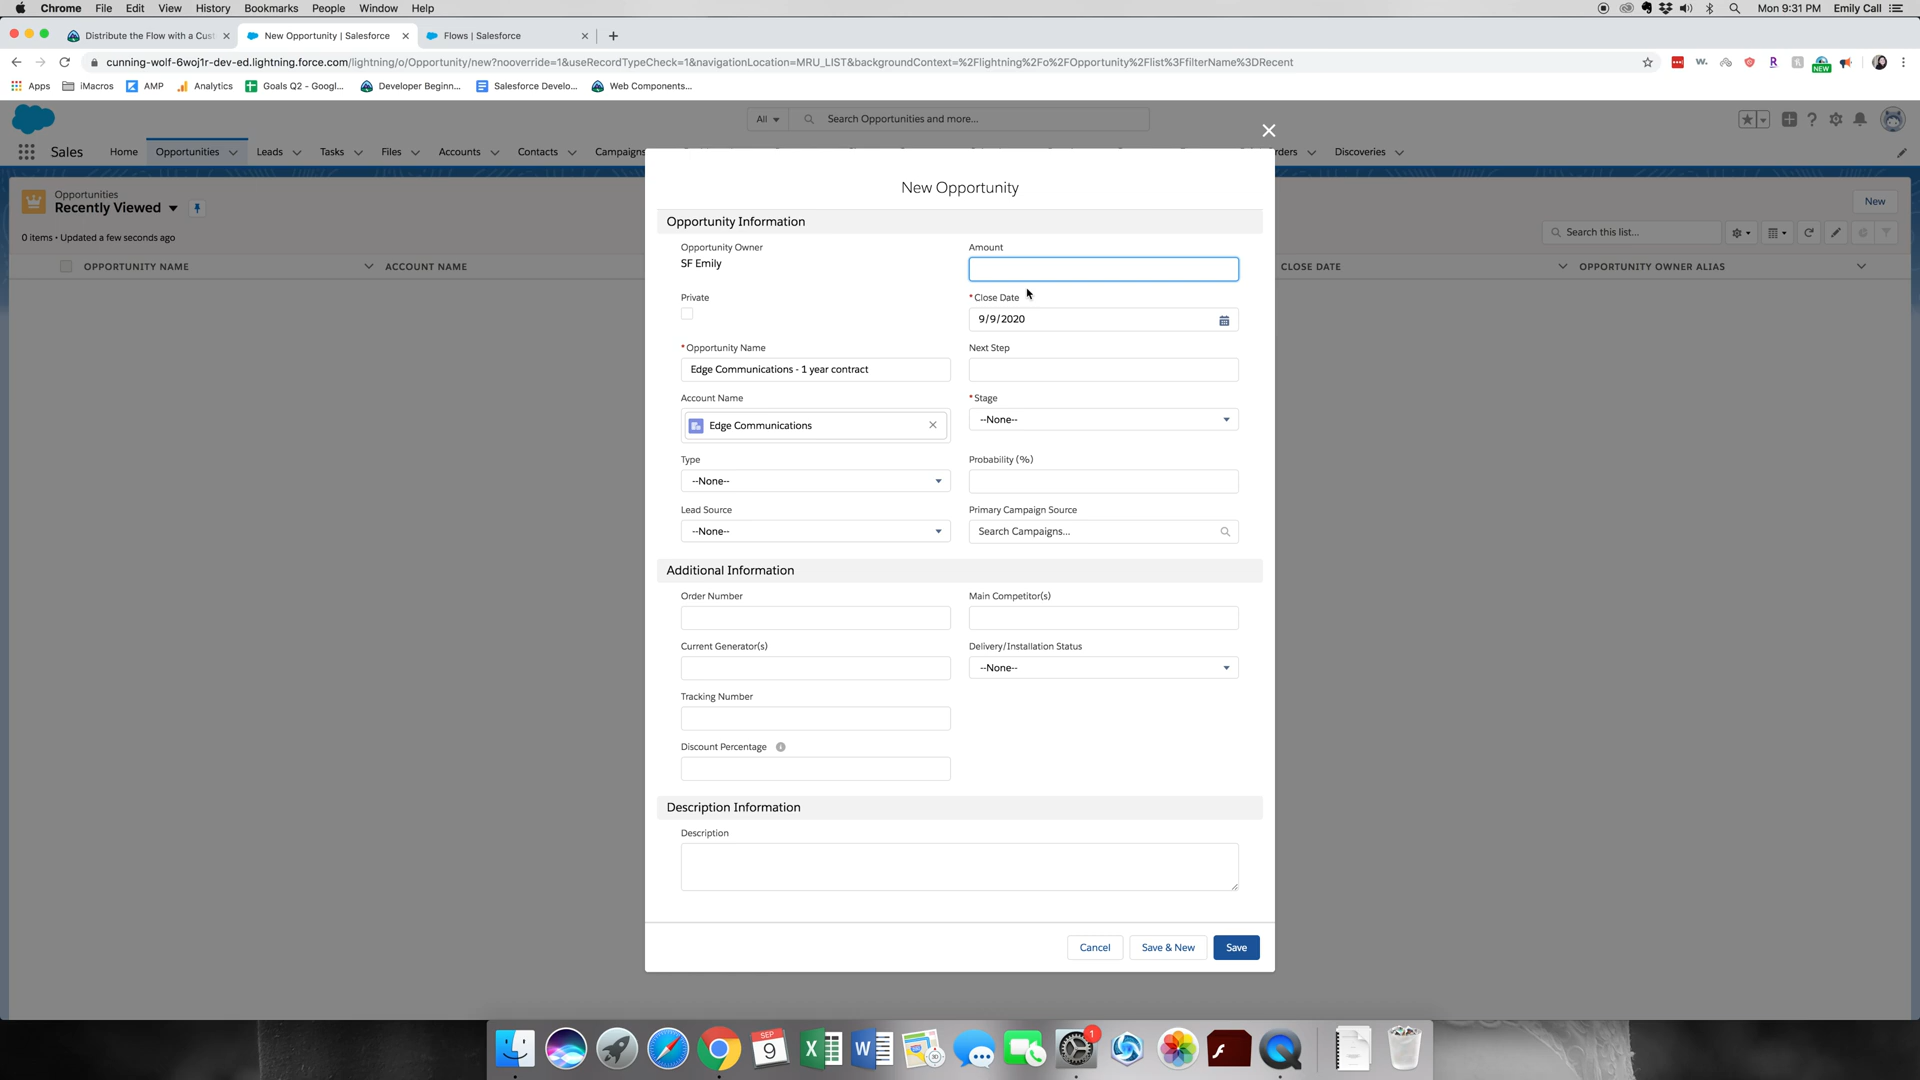 Chrome File Edit View History Bookmarks People Window Help Mon 9:31 PM Emily Call
Distribute the Flow with a Cus New Opportunity | Salesforce Flows | Salesforce
cunning-wolf-6woj1r-dev-ed.lightning.force.com/lightning/o/Opportunity/new?nooverride=1&useRecordTypeCheck=1&navigationLocation=MRU_LIST&backgroundContext=%2Flightning%2Fo%2FOpportunity%2Flist%3FfilterName%3DRecent
Apps iMacros AMP Analytics Goals Q2 - Googl... Developer Beginn... Salesforce Develo... Web Components...
NEW
All Search Opportunities and more...
Sales Home Opportunities Leads Tasks Files Accounts Contacts Campaigns Discoveries
New Opportunity
Opportunities
Recently Viewed
New
0 items • Updated a few seconds ago
Search this list...
OPPORTUNITY NAME ACCOUNT NAME CLOSE DATE OPPORTUNITY OWNER ALIAS
Opportunity Information
Opportunity Owner
SF Emily
Amount
Private
*Close Date
9/9/2020
*Opportunity Name
Edge Communications - 1 year contract
Next Step
Account Name
Edge Communications
*Stage
--None--
Type
--None--
Probability (%)
Lead Source
--None--
Primary Campaign Source
Search Campaigns...
Additional Information
Order Number
Main Competitor(s)
Current Generator(s)
Delivery/Installation Status
--None--
Tracking Number
Discount Percentage
Description Information
Description
Cancel Save & New Save
SEP
9
1